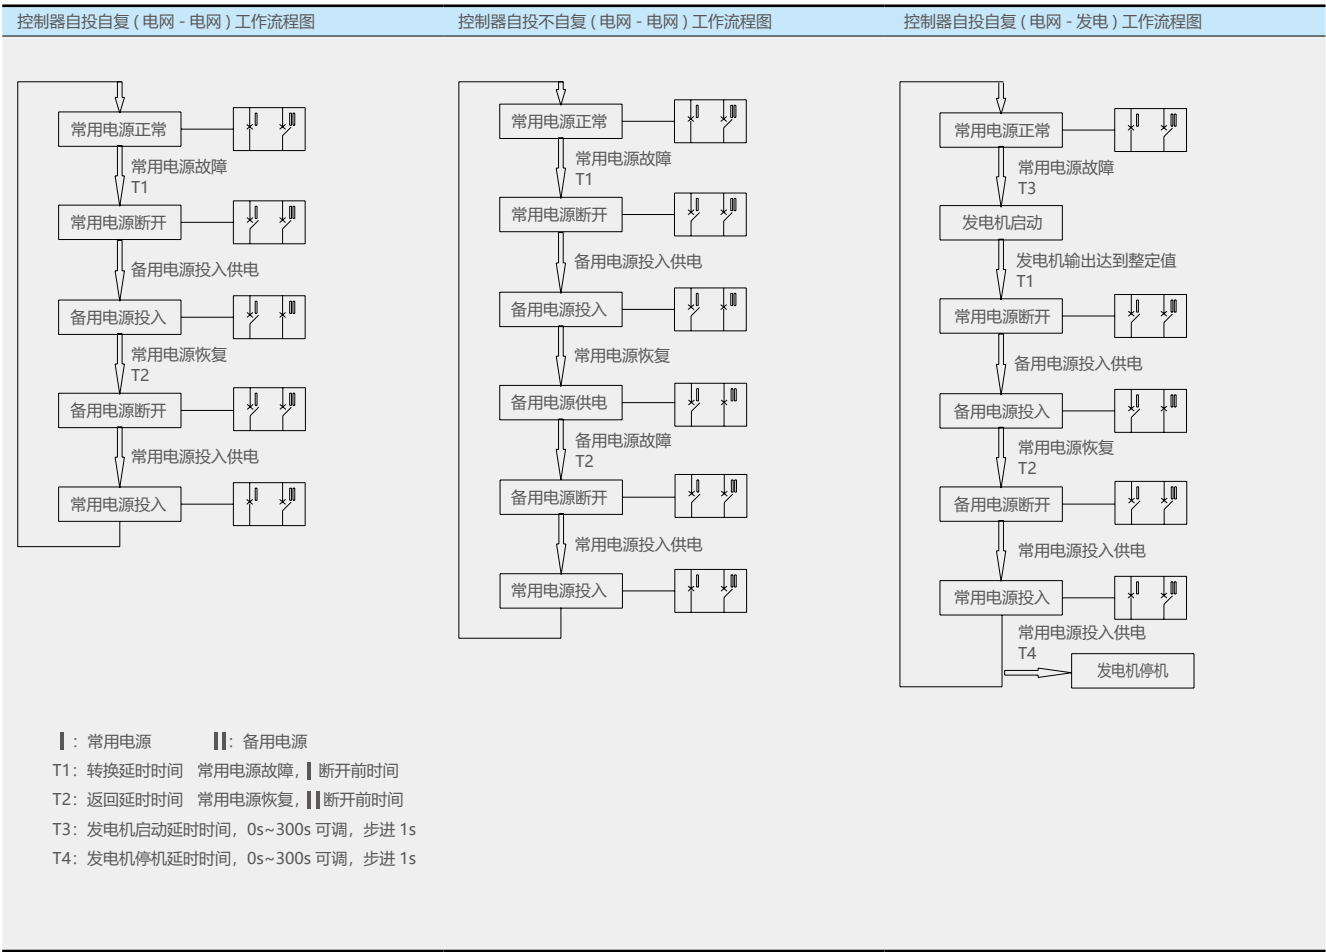 控制器自投自复 ( 电网 - 电网 ) 工作流程图
常用电源正常
常用电源故障
T1
常用电源断开
备用电源投入供电
备用电源投入
常用电源恢复
T2
备用电源断开
常用电源投入供电
常用电源投入
控制器自投不自复 ( 电网 - 电网 ) 工作流程图
常用电源正常
常用电源故障
T1
常用电源断开
备用电源投入供电
备用电源投入
常用电源恢复
备用电源供电
备用电源故障
T2
备用电源断开
常用电源投入供电
常用电源投入
控制器自投自复 ( 电网 - 发电 ) 工作流程图
常用电源正常
常用电源故障
T3
发电机启动
发电机输出达到整定值
T1
常用电源断开
备用电源投入供电
备用电源投入
常用电源恢复
T2
备用电源断开
常用电源投入供电
常用电源投入
常用电源投入供电
T4
发电机停机
I：常用电源 II：备用电源
T1：转换延时时间 常用电源故障，I 断开前时间
T2：返回延时时间 常用电源恢复，II 断开前时间
T3：发电机启动延时时间，0s~300s 可调，步进 1s
T4：发电机停机延时时间，0s~300s 可调，步进 1s